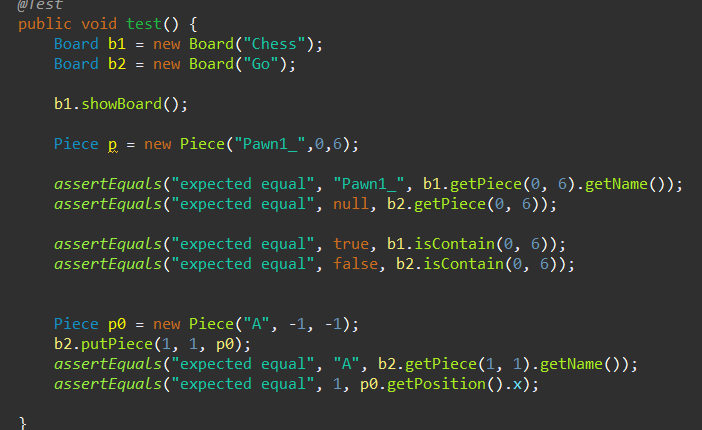 @Test
public void test() {
Board b1 = new Board("Chess");
Board b2 = new Board("Go");
b1.showBoard();
Piece p = new Piece("Pawn1_",0,6);
assertEquals("expected equal", "Pawn1_", b1.getPiece(0, 6).getName());
assertEquals("expected equal", null, b2.getPiece(0, 6));
assertEquals("expected equal", true, b1.isContain(0, 6));
assertEquals("expected equal", false, b2.isContain(0, 6));
Piece p0 = new Piece("A", -1, -1);
b2.putPiece(1, 1, p0);
assertEquals("expected equal", "A", b2.getPiece(1, 1).getName());
assertEquals("expected equal", 1, p0.getPosition().x);
}